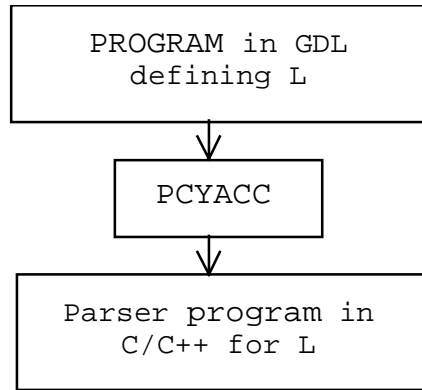 PROGRAM in GDL
defining L
PCYACC
Parser program in
C/C++ for L